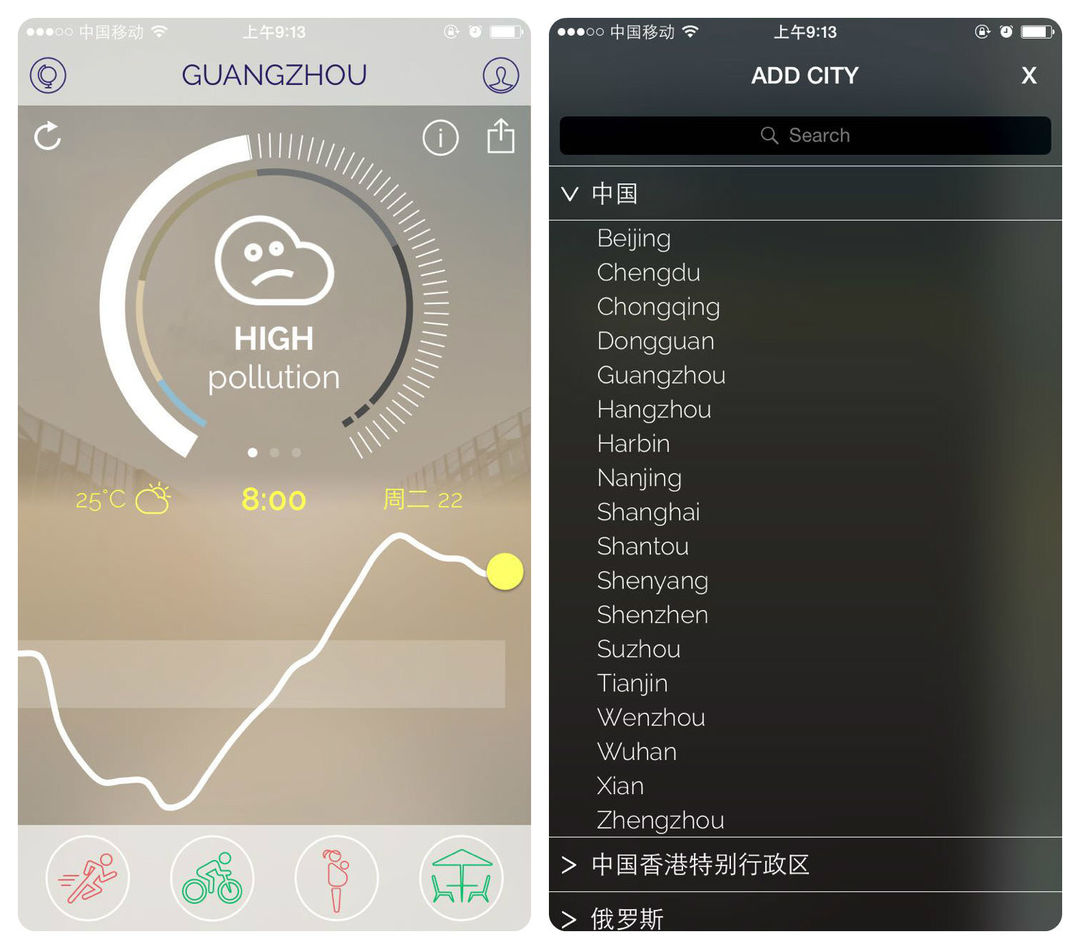 中国移动 上午9:13
GUANGZHOU
HIGH
pollution
25°C 8:00 周二 22
中国移动 上午9:13
ADD CITY X
Search
中国
Beijing
Chengdu
Chongqing
Dongguan
Guangzhou
Hangzhou
Harbin
Nanjing
Shanghai
Shantou
Shenyang
Shenzhen
Suzhou
Tianjin
Wenzhou
Wuhan
Xian
Zhengzhou
中国香港特别行政区
俄罗斯